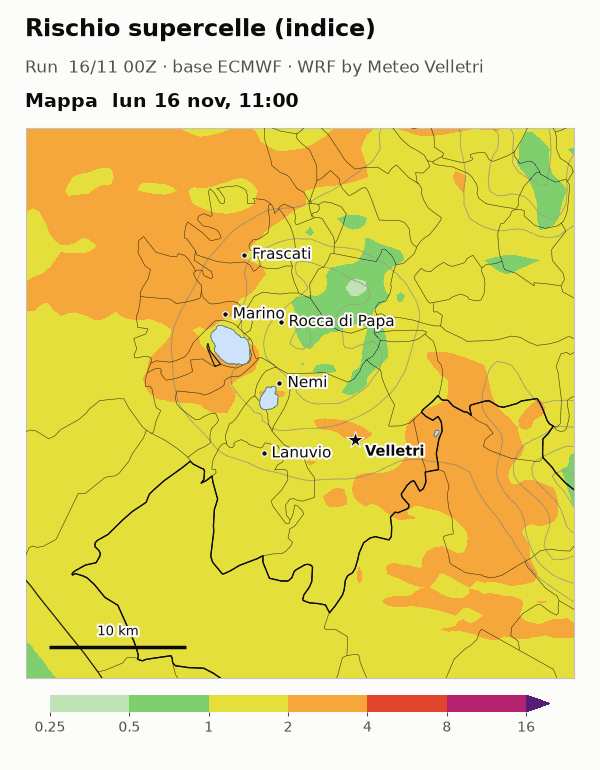 Rischio supercelle (indice)
Run  16/11 00Z · base ECMWF · WRF by Meteo Velletri
Mappa  lun 16 nov, 11:00
Frascati
Marino
Rocca di Papa
Nemi
Velletri
Lanuvio
10 km
0.25 0.5 1 2 4 8 16